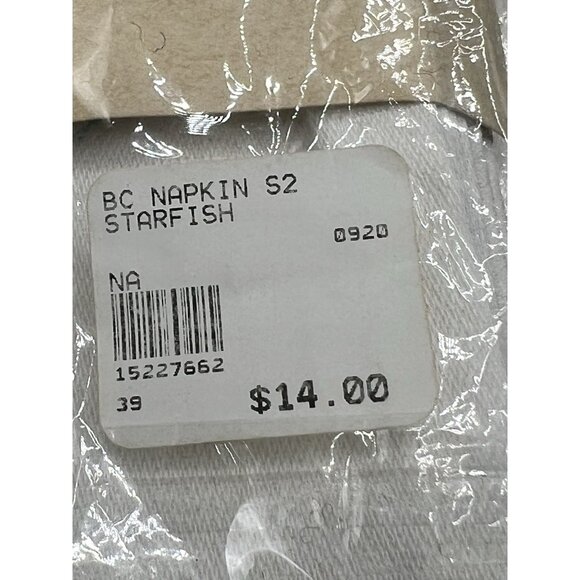 BC NAPKIN S2
STARFISH
0920
NA
15227662
39 $14.00